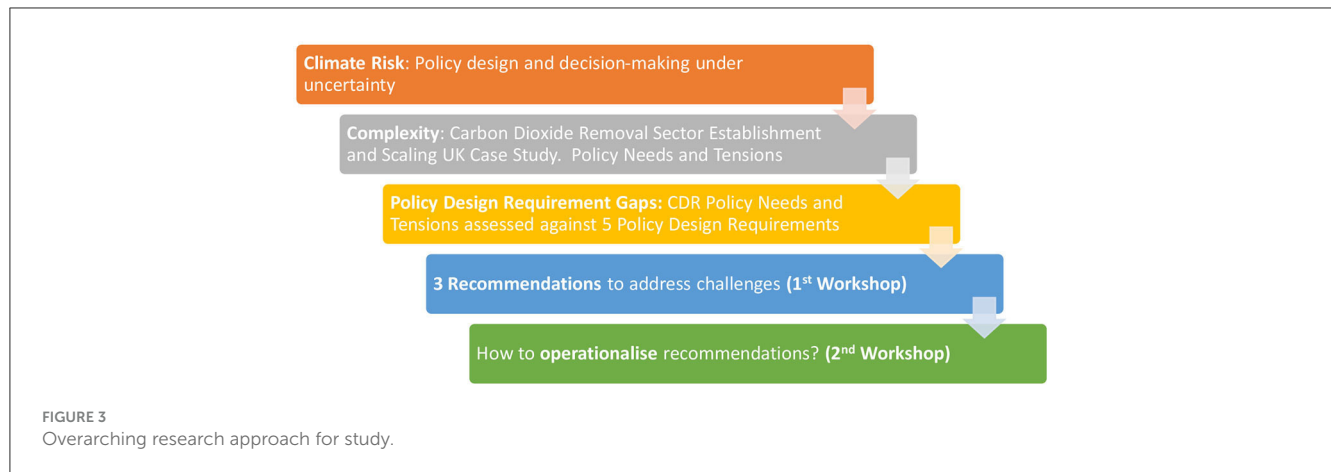 Climate Risk: Policy design and decision-making under
uncertainty
Complexity: Carbon Dioxide Removal Sector Establishment
and Scaling UK Case Study. Policy Needs and Tensions
Policy Design Requirement Gaps: CDR Policy Needs and
Tensions assessed against 5 Policy Design Requirements
3 Recommendations to address challenges (1st Workshop)
How to operationalise recommendations? (2nd Workshop)
FIGURE 3
Overarching research approach for study.